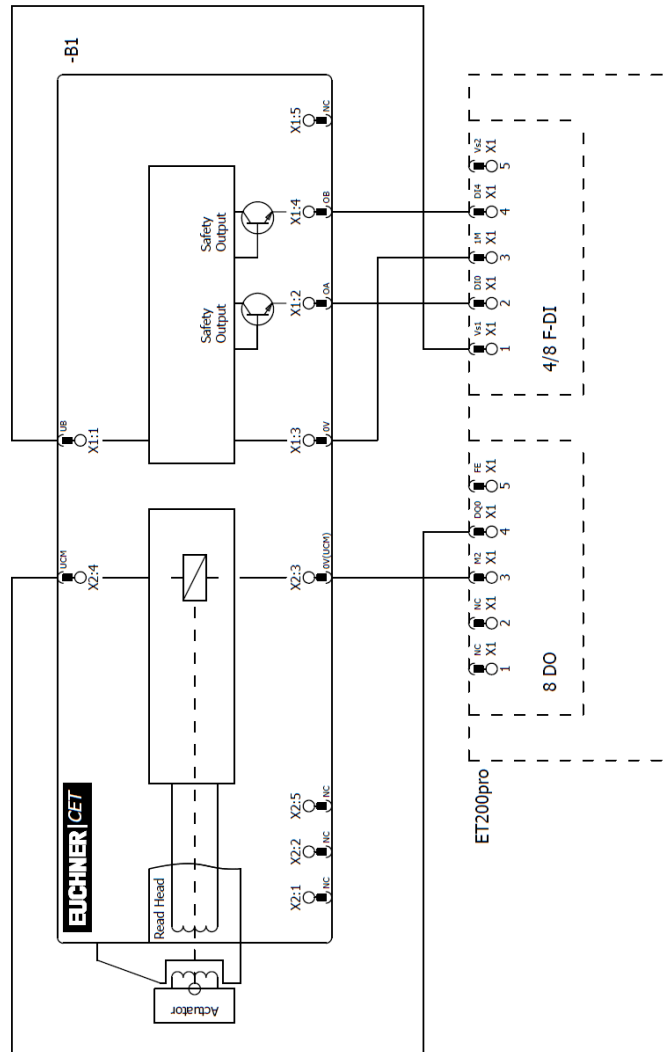 -B1
X1:5
NC
X1:4
OB
Safety
Output
X1:2
OA
Safety
Output
UB
X1:1
X1:3
0V
UCM
X2:4
X2:3
0V(UCM)
EUCHNER CET
Read Head
Actuator
X2:5
NC
X2:2
NC
X2:1
NC
Vs2
X1
5
DI4
X1
4
1M
X1
3
DI0
X1
2
Vs1
X1
1
4/8 F-DI
FE
X1
5
DQ0
X1
4
M2
X1
3
NC
X1
2
NC
X1
1
8 DO
ET200pro